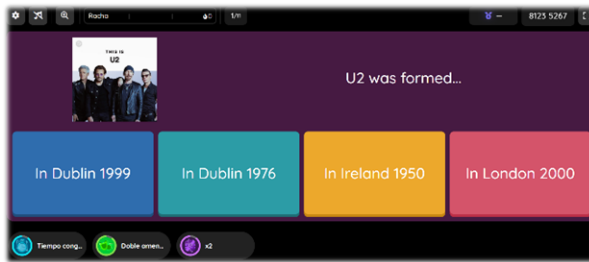 Racha
0
1/11
8123 5267
THIS IS
U2
U2 was formed...
In Dublin 1999
In Dublin 1976
In Ireland 1950
In London 2000
Tiempo cong...
Doble amen...
x2